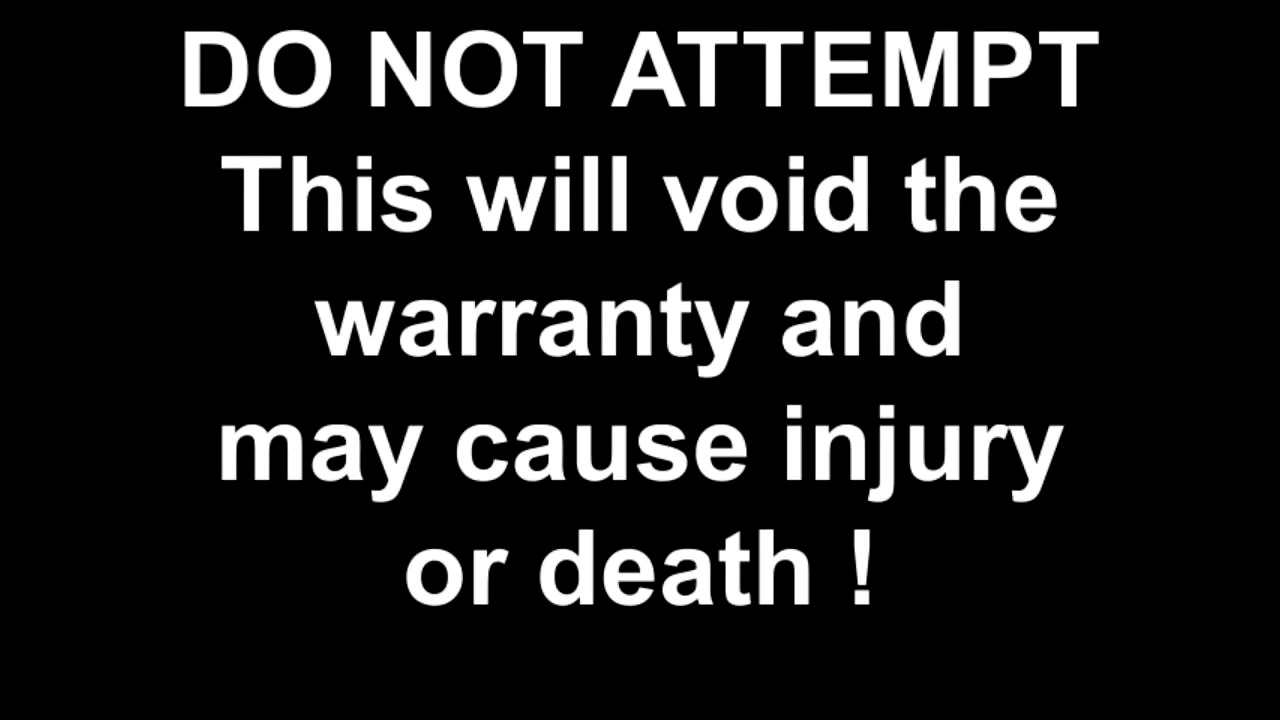 DO NOT ATTEMPT
This will void the
warranty and
may cause injury
or death !